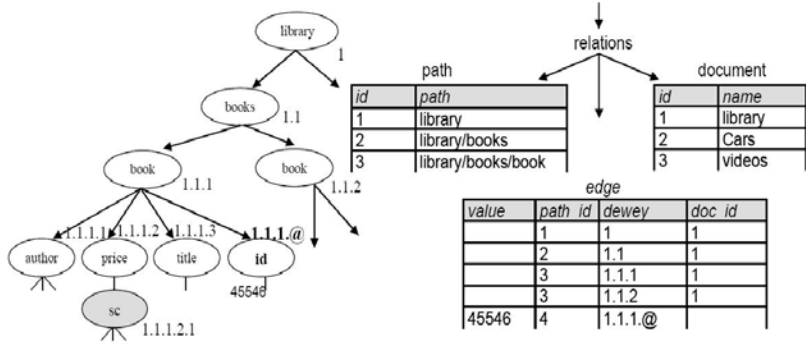 library
1
books
1.1
book
1.1.1
book
1.1.2
1.1.1.1
1.1.1.2
1.1.1.3
1.1.1.@
author
price
title
id
45546
sc
1.1.1.2.1
relations
path
id path
1 library
2 library/books
3 library/books/book
document
id name
1 library
2 Cars
3 videos
edge
value path_id dewey doc_id
1 1 1
2 1.1 1
3 1.1.1 1
3 1.1.2 1
45546 4 1.1.1.@